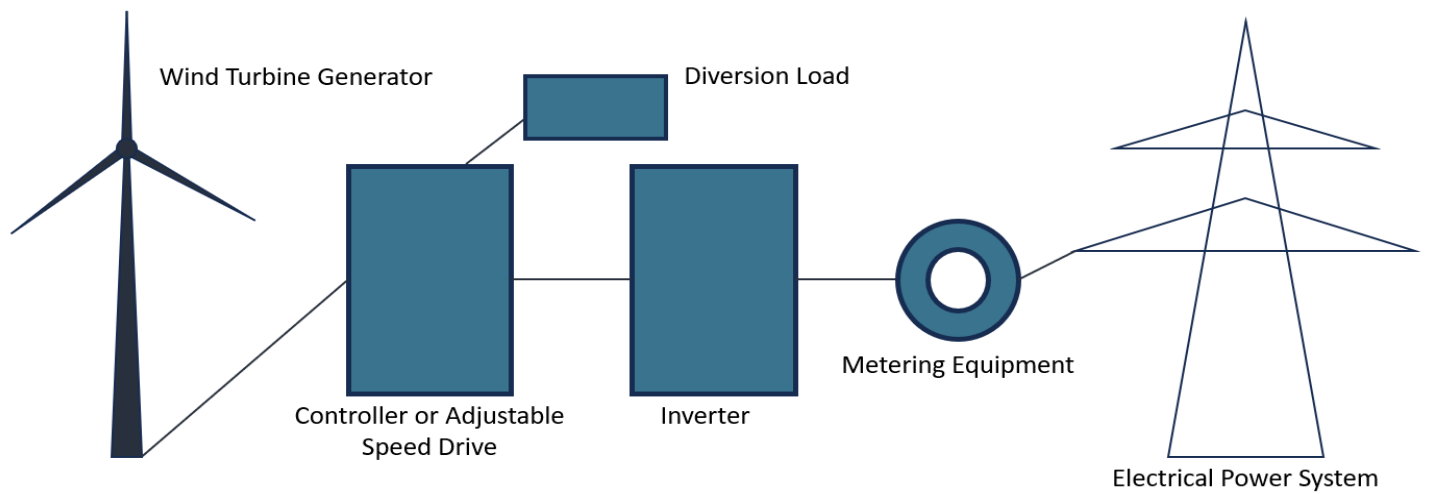 Wind Turbine Generator
Diversion Load
Controller or Adjustable
Speed Drive
Inverter
Metering Equipment
Electrical Power System